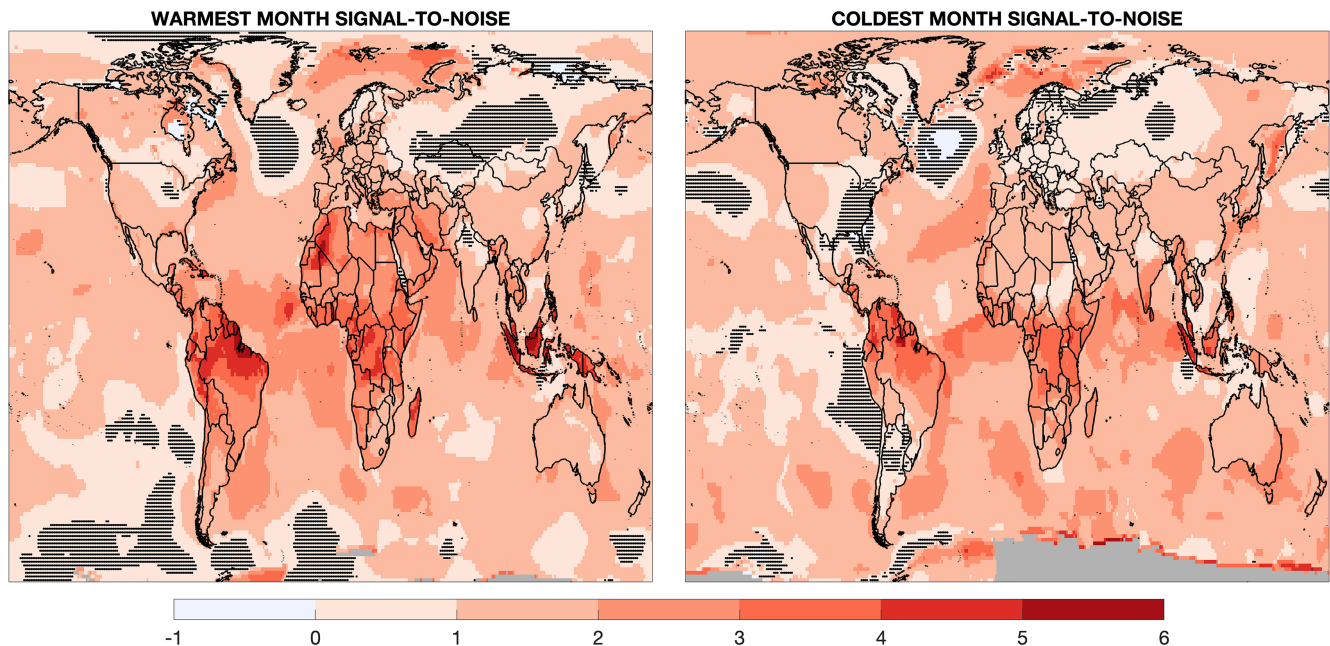 WARMEST MONTH SIGNAL-TO-NOISE
COLDEST MONTH SIGNAL-TO-NOISE
-1 0 1 2 3 4 5 6